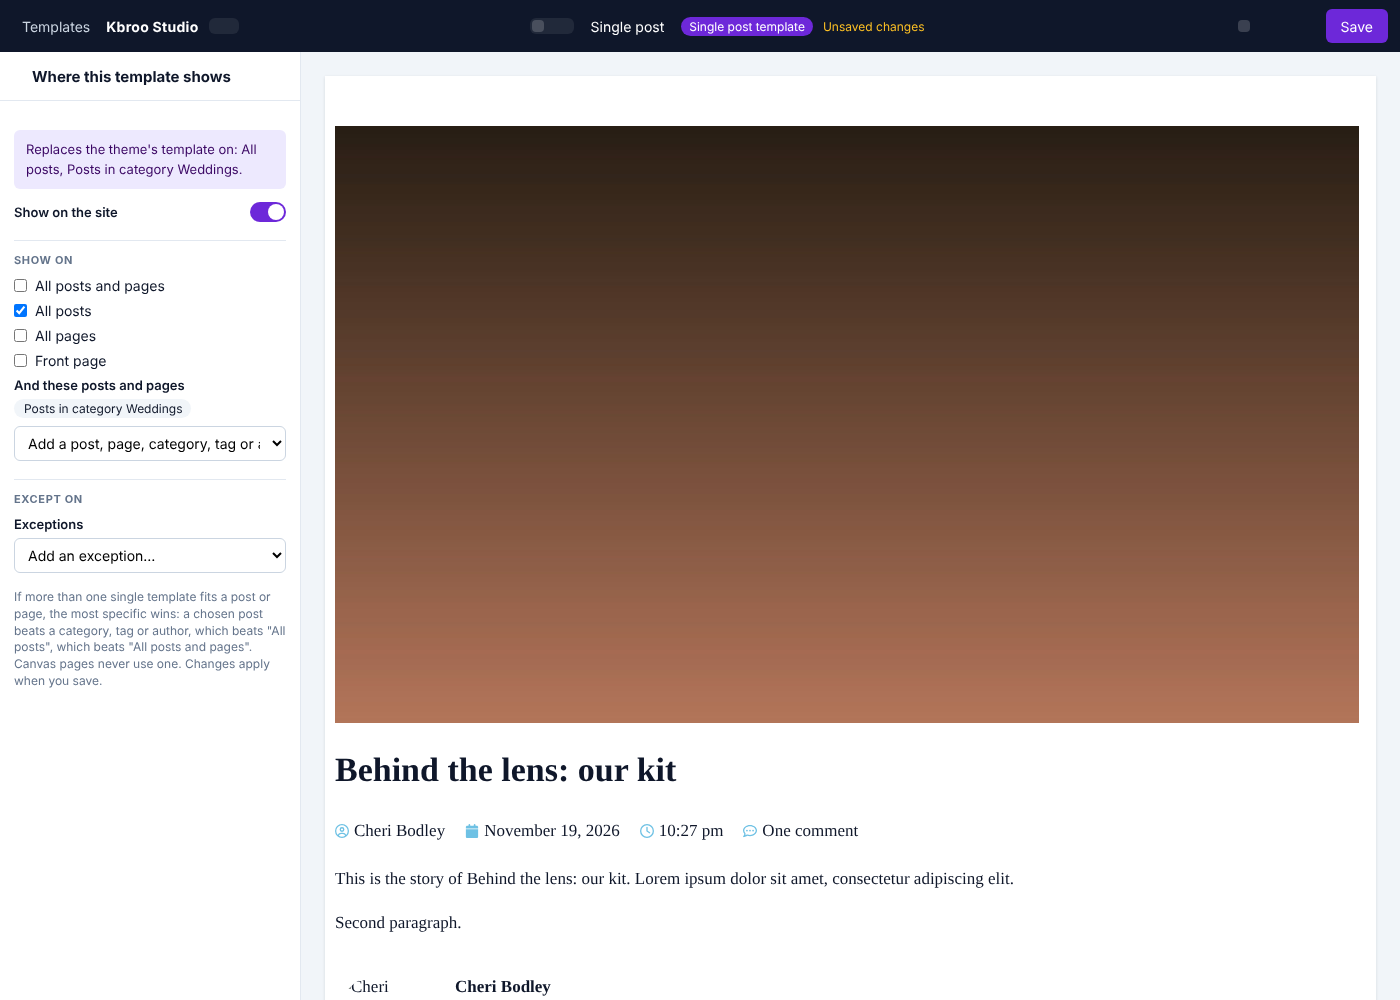 Templates Kbroo Studio Single post Single post template Unsaved changes Save
Where this template shows
Replaces the theme's template on: All
posts, Posts in category Weddings.
Show on the site
SHOW ON
All posts and pages
All posts
All pages
Front page
And these posts and pages
Posts in category Weddings
Add a post, page, category, tag or
EXCEPT ON
Exceptions
Add an exception...
If more than one single template fits a post or
page, the most specific wins: a chosen post
beats a category, tag or author, which beats "All
posts", which beats "All posts and pages".
Canvas pages never use one. Changes apply
when you save.
Behind the lens: our kit
Cheri Bodley November 19, 2026 10:27 pm One comment
This is the story of Behind the lens: our kit. Lorem ipsum dolor sit amet, consectetur adipiscing elit.
Second paragraph.
Cheri Cheri Bodley